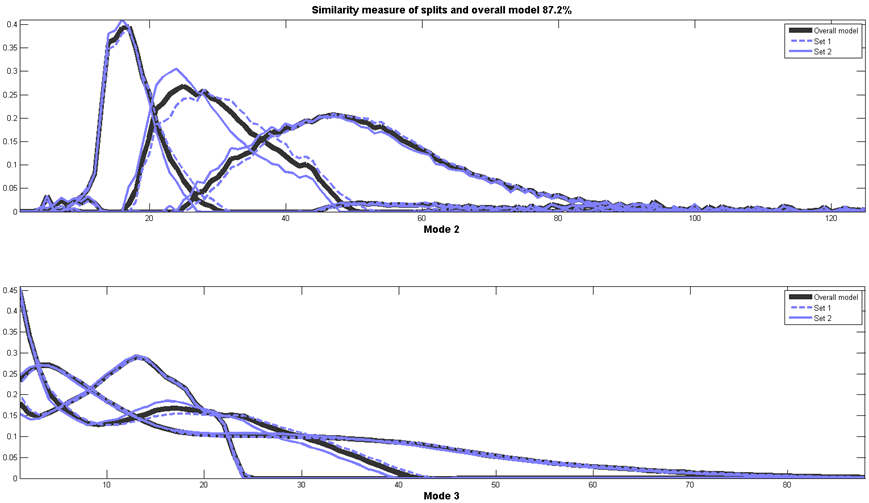 Similarity measure of splits and overall model 87.2%
0.4
0.35
0.3
0.25
0.2
0.15
0.1
0.05
0
20 40 60 80 100 120
Mode 2
Overall model
Set 1
Set 2
0.45
0.4
0.35
0.3
0.25
0.2
0.15
0.1
0.05
0
10 20 30 40 50 60 70 80
Mode 3
Overall model
Set 1
Set 2